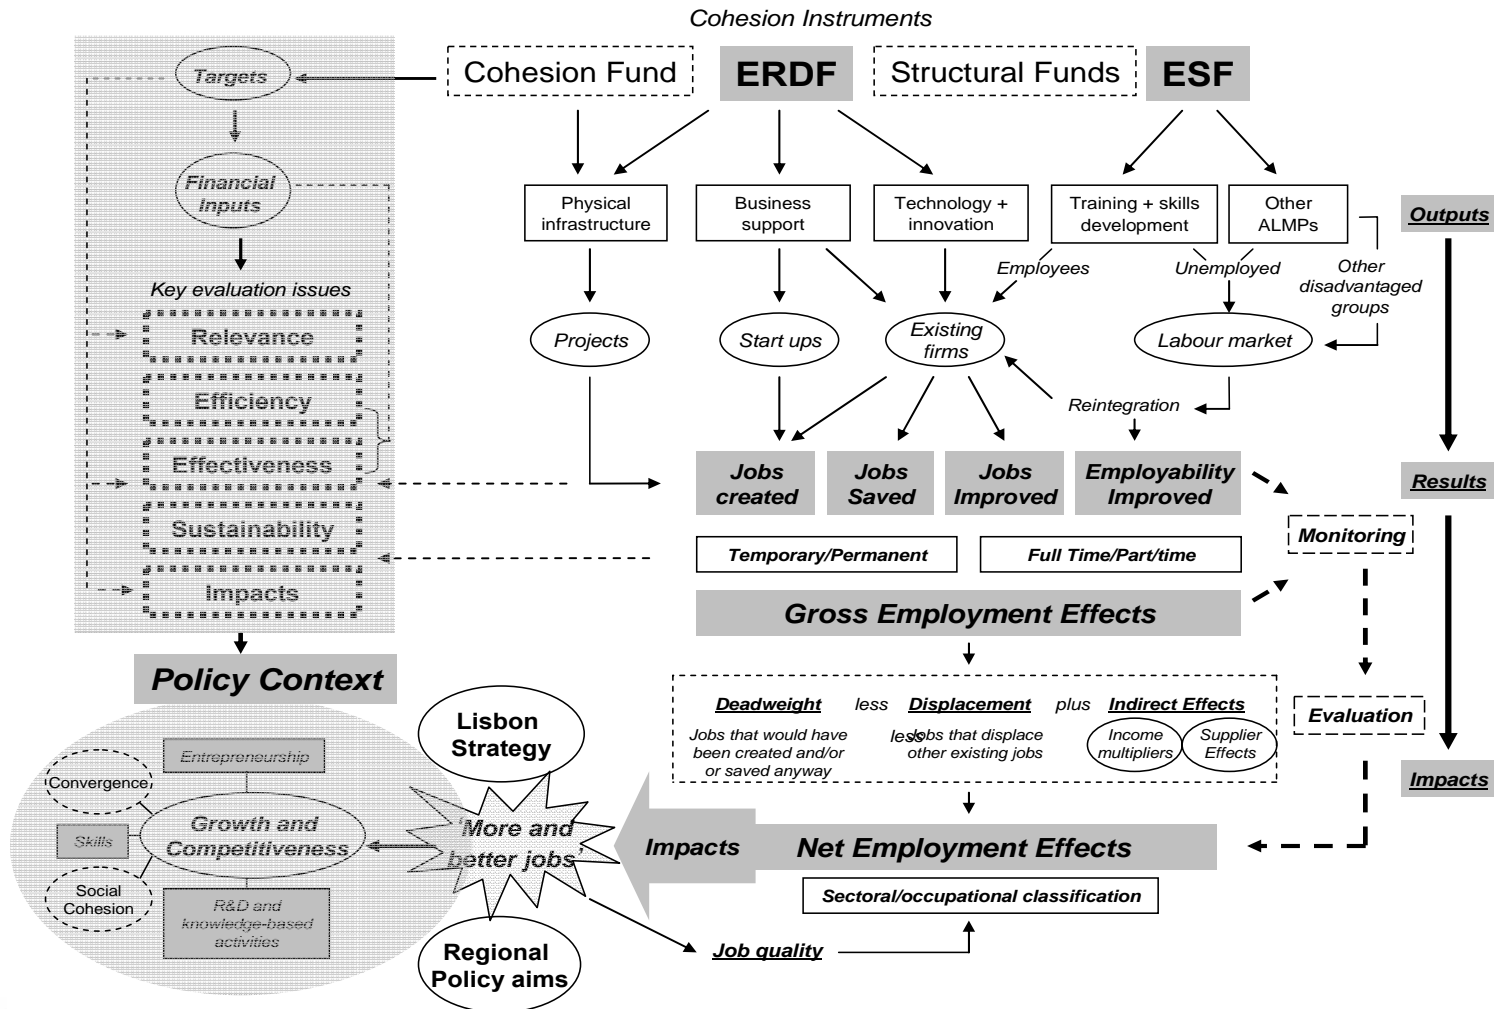 Cohesion Instruments
Cohesion Fund
ERDF
Structural Funds
ESF
Targets
Financial
Inputs
Key evaluation issues
Relevance
Efficiency
Effectiveness
Sustainability
Impacts
Physical
infrastructure
Business
support
Technology +
innovation
Training + skills
development
Other
ALMPs
Outputs
Employees
Unemployed
Other
disadvantaged
groups
Projects
Start ups
Existing
firms
Labour market
Reintegration
Jobs
created
Jobs
Saved
Jobs
Improved
Employability
Improved
Results
Temporary/Permanent
Full Time/Part/time
Monitoring
Gross Employment Effects
Deadweight
less
Displacement
plus
Indirect Effects
Jobs that would have
been created and/or
or saved anyway
less
Jobs that displace
other existing jobs
Income
multipliers
Supplier
Effects
Evaluation
Impacts
Policy Context
Lisbon
Strategy
Entrepreneurship
Convergence
Growth and
Competitiveness
Skills
Social
Cohesion
R&D and
knowledge-based
activities
'More and
better jobs'
Regional
Policy aims
Impacts
Net Employment Effects
Sectoral/occupational classification
Job quality